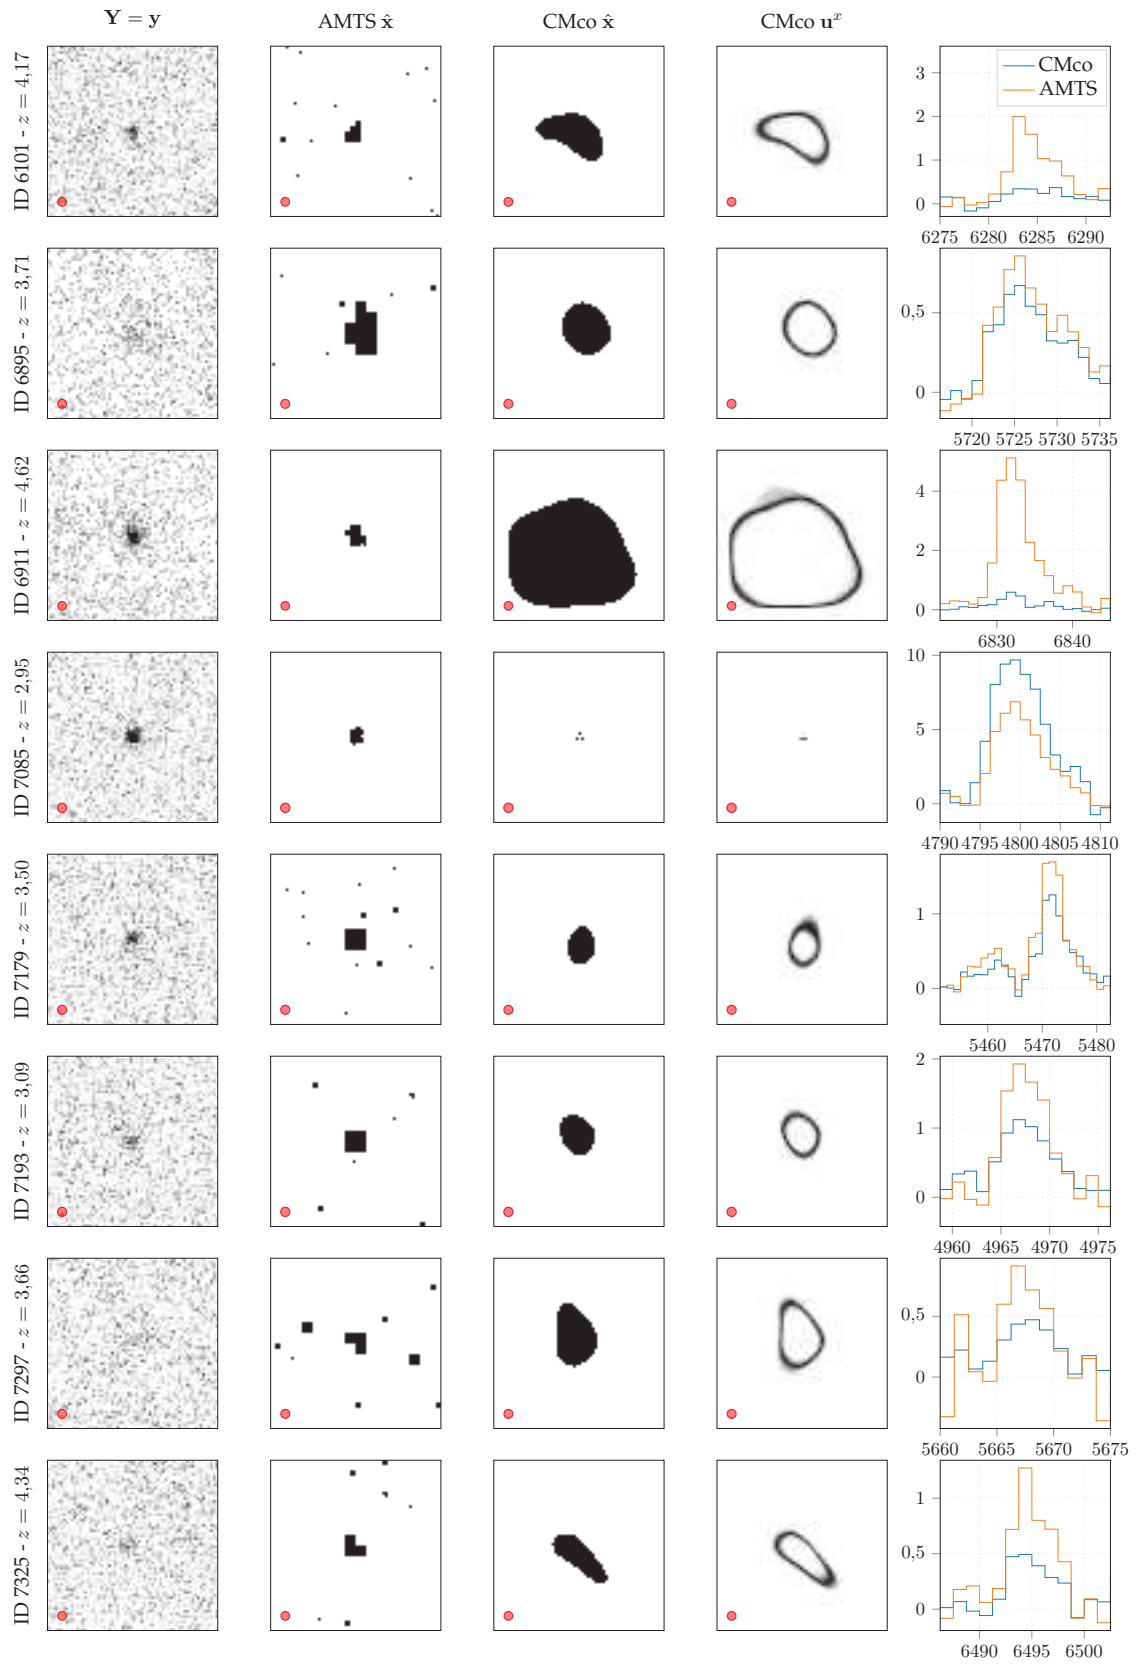 Y = y AMTS x̂ CMco x̂ CMco uˣ
ID 6101 - z = 4,17
CMco
AMTS
3
2
1
0
6275 6280 6285 6290
ID 6895 - z = 3,71
0,5
0
5720 5725 5730 5735
ID 6911 - z = 4,62
4
2
0
6830 6840
ID 7085 - z = 2,95
10
5
0
4790 4795 4800 4805 4810
ID 7179 - z = 3,50
1
0
5460 5470 5480
ID 7193 - z = 3,09
2
1
0
4960 4965 4970 4975
ID 7297 - z = 3,66
0,5
0
5660 5665 5670 5675
ID 7325 - z = 4,34
1
0,5
0
6490 6495 6500